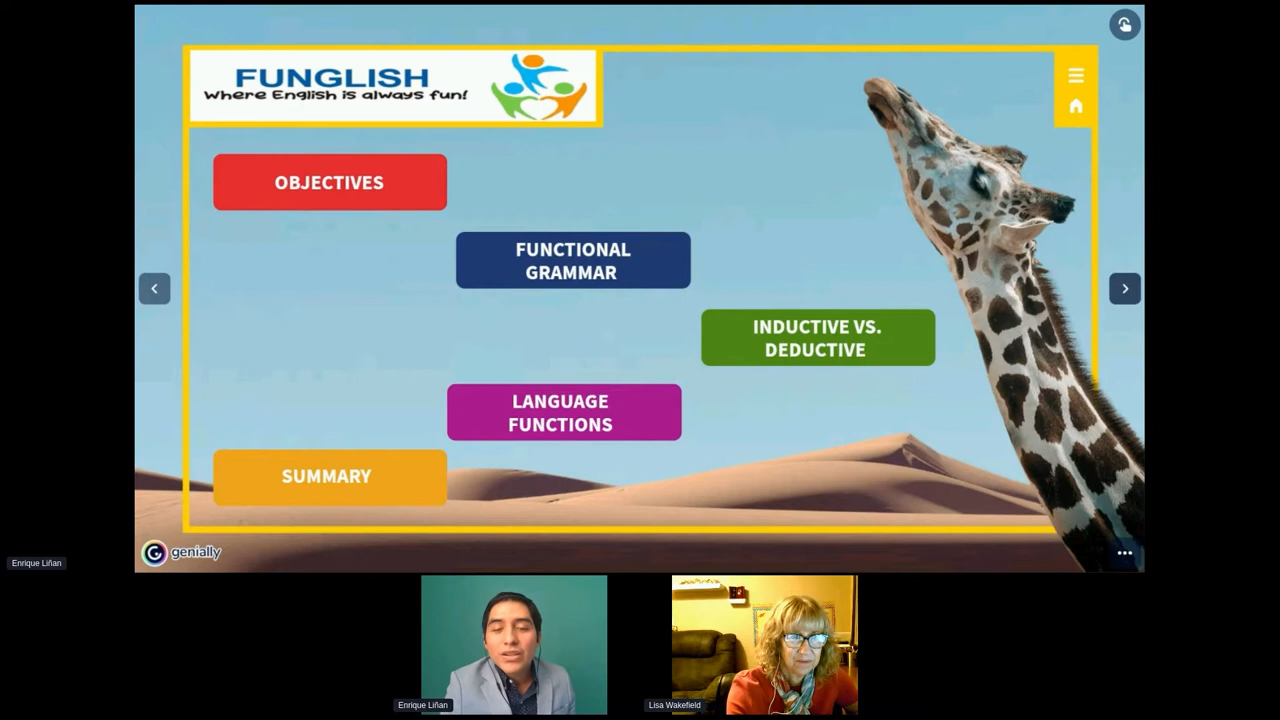 FUNGLISH
Where English is always fun!
OBJECTIVES
FUNCTIONAL
GRAMMAR
INDUCTIVE VS.
DEDUCTIVE
LANGUAGE
FUNCTIONS
SUMMARY
genially
Enrique Liñan
Enrique Liñan
Lisa Wakefield